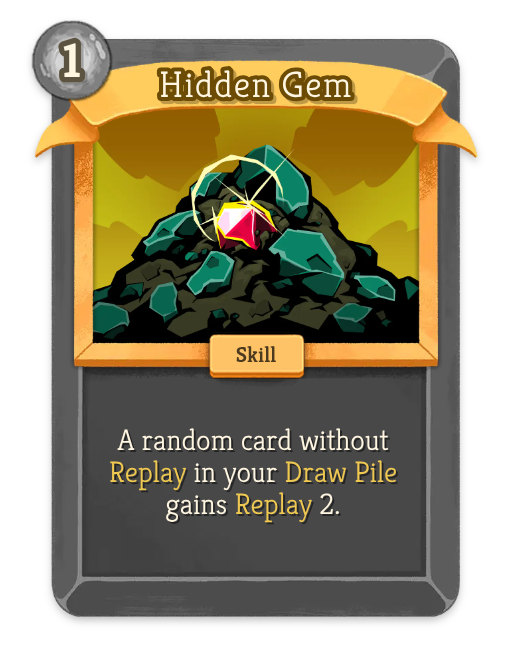 1
Hidden Gem
Skill
A random card without
Replay in your Draw Pile
gains Replay 2.